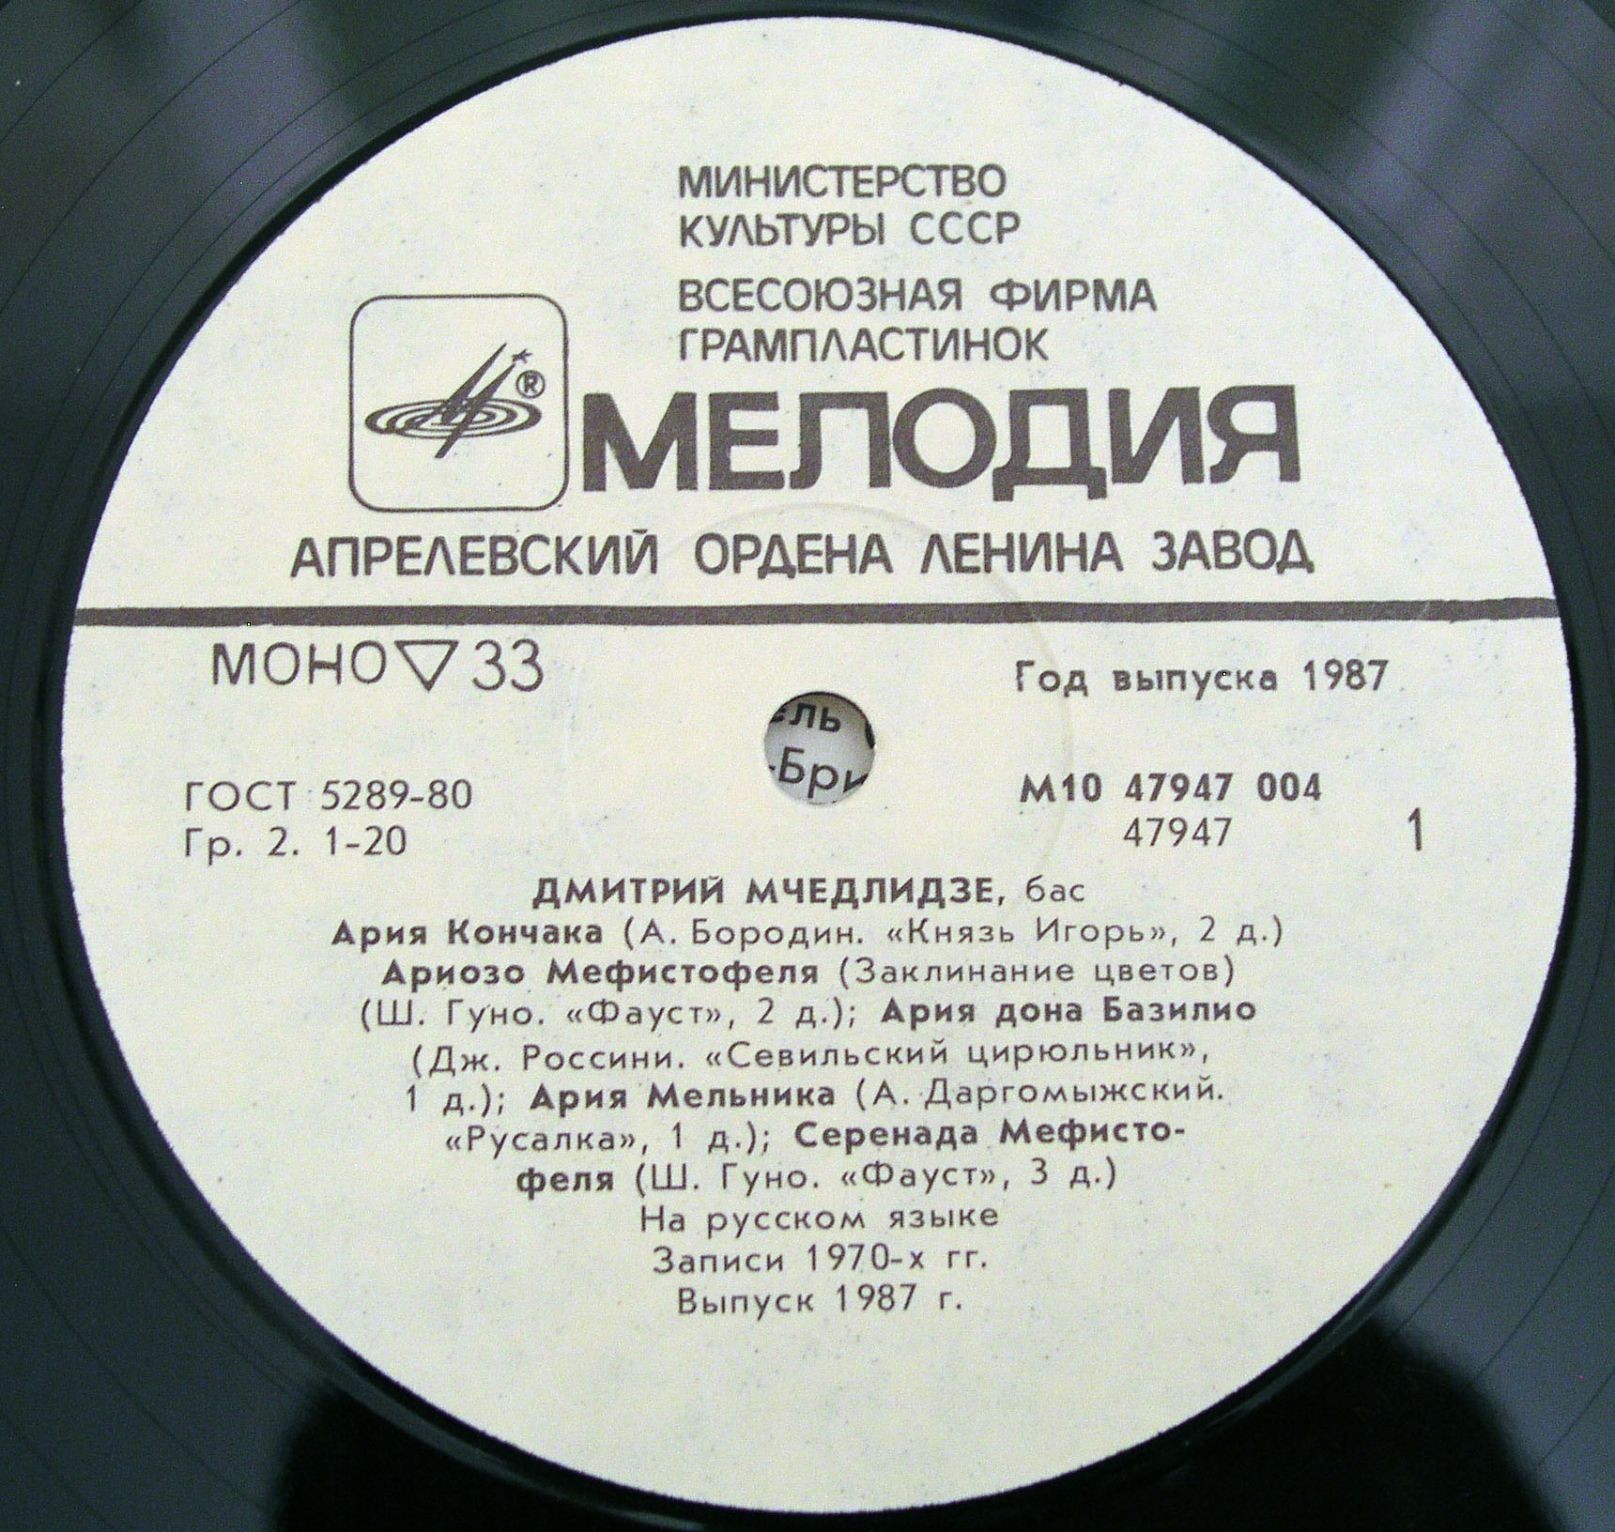 МИНИСТЕРСТВО
КУЛЬТУРЫ СССР
ВСЕСОЮЗНАЯ ФИРМА
ГРАМПЛАСТИНОК
®
МЕЛОДИЯ
АПРЕЛЕВСКИЙ ОРДЕНА ЛЕНИНА ЗАВОД
МОНО ▽ 33
Год выпуска 1987
ГОСТ 5289-80
Гр. 2. 1-20
М10 47947 004
47947
1
ДМИТРИЙ МЧЕДЛИДЗЕ, бас
Ария Кончака (А. Бородин. «Князь Игорь», 2 д.)
Ариозо Мефистофеля (Заклинание цветов)
(Ш. Гуно. «Фауст», 2 д.); Ария дона Базилио
(Дж. Россини. «Севильский цирюльник»,
1 д.); Ария Мельника (А. Даргомыжский.
«Русалка», 1 д.); Серенада Мефисто-
феля (Ш. Гуно. «Фауст», 3 д.)
На русском языке
Записи 1970-х гг.
Выпуск 1987 г.